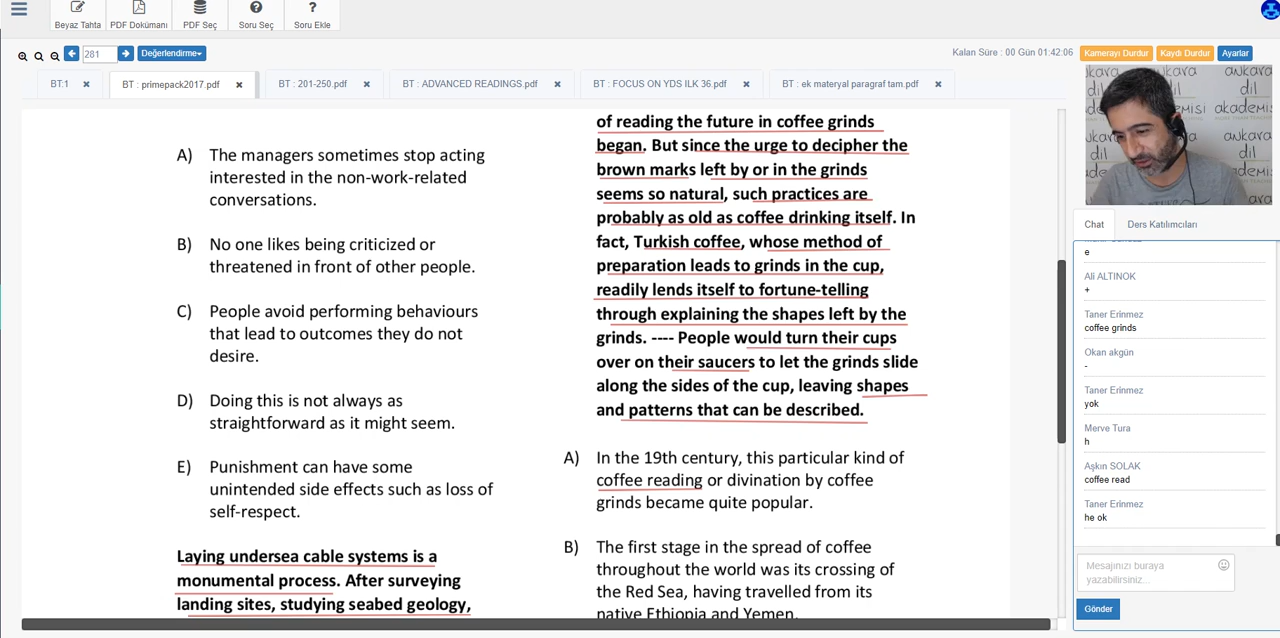 Beyaz Tahta
PDF Dokümanı
PDF Seç
Soru Seç
Soru Ekle
281
Değerlendirme
Kalan Süre : 00 Gün 01:42:06
Kamerayı Durdur
Kaydı Durdur
Ayarlar
BT:1
BT : primepack2017.pdf
BT : 201-250.pdf
BT : ADVANCED READINGS.pdf
BT : FOCUS ON YDS ILK 36.pdf
BT : ek materyal paragraf tam.pdf
A) The managers sometimes stop acting
interested in the non-work-related
conversations.
B) No one likes being criticized or
threatened in front of other people.
C) People avoid performing behaviours
that lead to outcomes they do not
desire.
D) Doing this is not always as
straightforward as it might seem.
E) Punishment can have some
unintended side effects such as loss of
self-respect.
Laying undersea cable systems is a
monumental process. After surveying
landing sites, studying seabed geology,
of reading the future in coffee grinds
began. But since the urge to decipher the
brown marks left by or in the grinds
seems so natural, such practices are
probably as old as coffee drinking itself. In
fact, Turkish coffee, whose method of
preparation leads to grinds in the cup,
readily lends itself to fortune-telling
through explaining the shapes left by the
grinds. ---- People would turn their cups
over on their saucers to let the grinds slide
along the sides of the cup, leaving shapes
and patterns that can be described.
A) In the 19th century, this particular kind of
coffee reading or divination by coffee
grinds became quite popular.
B) The first stage in the spread of coffee
throughout the world was its crossing of
the Red Sea, having travelled from its
native Ethiopia and Yemen.
ankara
dil
akademisi
Chat
Ders Katılımcıları
e
Ali ALTINOK
+
Taner Erinmez
coffee grinds
Okan akgün
-
Taner Erinmez
yok
Merve Tura
h
Aşkın SOLAK
coffee read
Taner Erinmez
he ok
Mesajınızı buraya
yazabilirsiniz...
Gönder